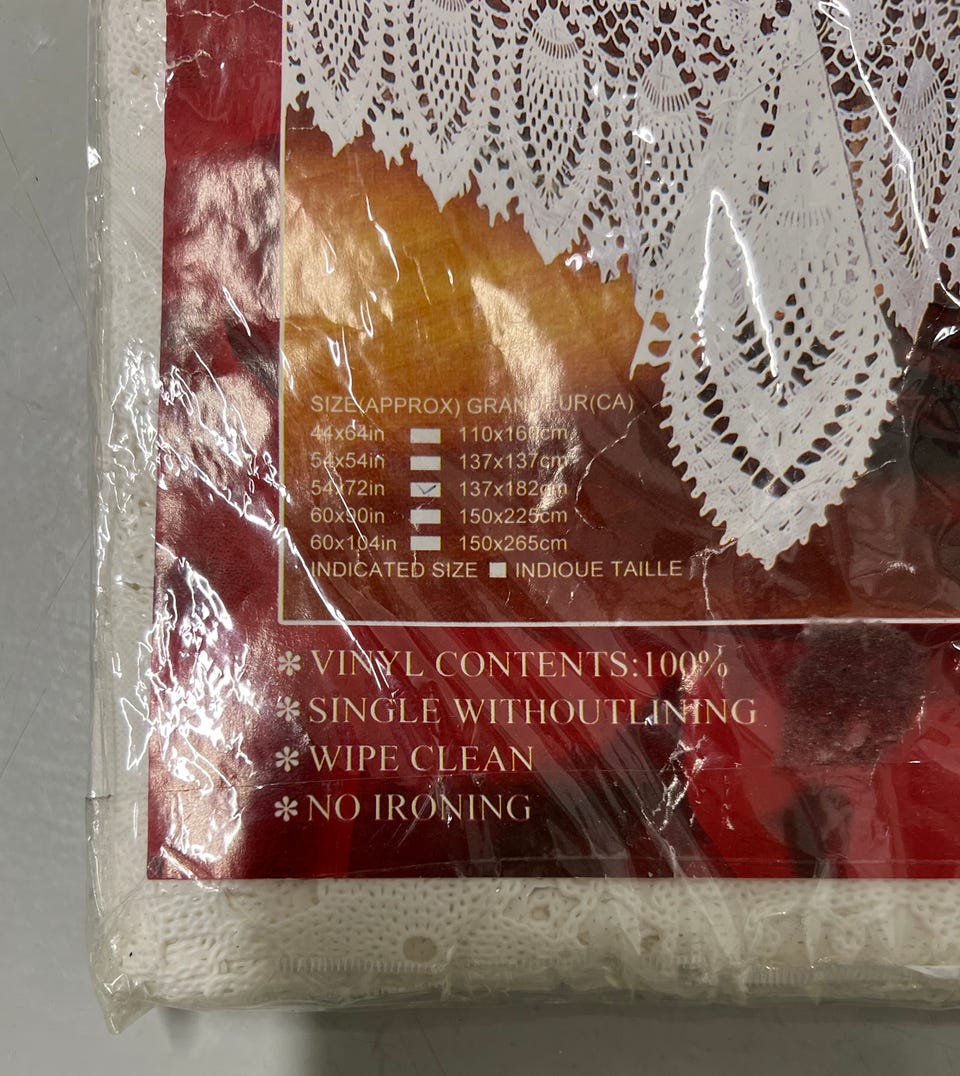 SIZE(APPROX) GRANDEUR(CA)
44x64in 110x160cm
54x54in 137x137cm
54x72in 137x182cm
60x90in 150x225cm
60x104in 150x265cm
INDICATED SIZE INDIOUE TAILLE
VINYL CONTENTS:100%
SINGLE WITHOUTLINING
WIPE CLEAN
NO IRONING